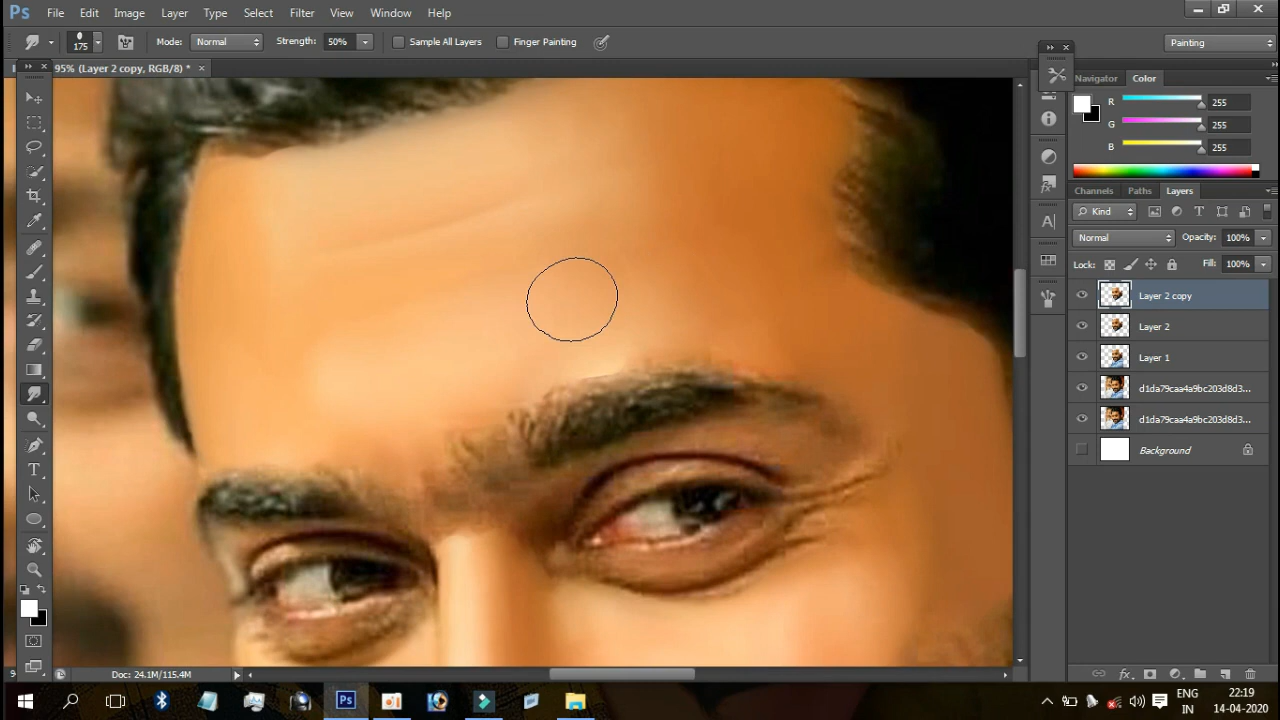 Ps File Edit Image Layer Type Select Filter View Window Help
175 Mode: Normal Strength: 50% Sample All Layers Finger Painting Painting
95% (Layer 2 copy, RGB/8) * ×
Navigator Color
R 255
G 255
B 255
Channels Paths Layers
Kind
Normal Opacity: 100%
Lock: Fill: 100%
Layer 2 copy
Layer 2
Layer 1
d1da79caa4a9bc203d8d3...
d1da79caa4a9bc203d8d3...
Background
9 Doc: 24.1M/115.4M
Ps
ENG 22:19
IN 14-04-2020